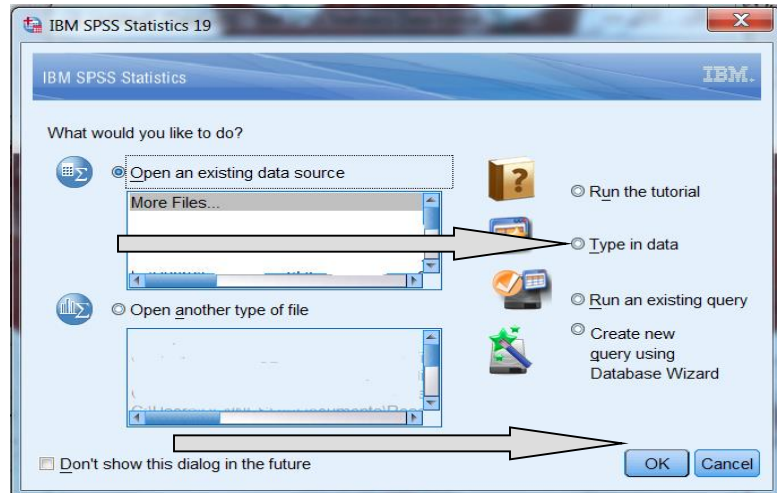 IBM SPSS Statistics 19
IBM SPSS Statistics
IBM.
What would you like to do?
Open an existing data source
More Files...
Open another type of file
Run the tutorial
Type in data
Run an existing query
Create new
query using
Database Wizard
Don't show this dialog in the future
OK
Cancel